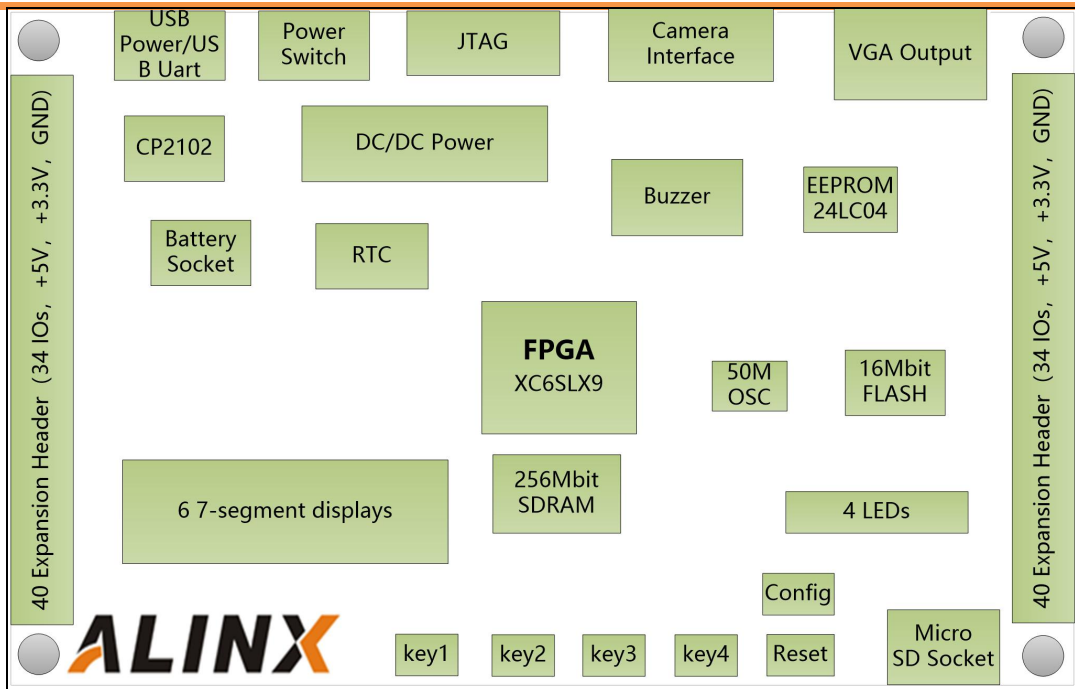 USB
Power/US
B Uart
Power
Switch
JTAG
Camera
Interface
VGA Output
40 Expansion Header (34 IOs, +5V, +3.3V, GND)
CP2102
DC/DC Power
Buzzer
EEPROM
24LC04
Battery
Socket
RTC
FPGA
XC6SLX9
50M
OSC
16Mbit
FLASH
6 7-segment displays
256Mbit
SDRAM
4 LEDs
Config
ALINX
key1
key2
key3
key4
Reset
Micro
SD Socket
40 Expansion Header (34 IOs, +5V, +3.3V, GND)